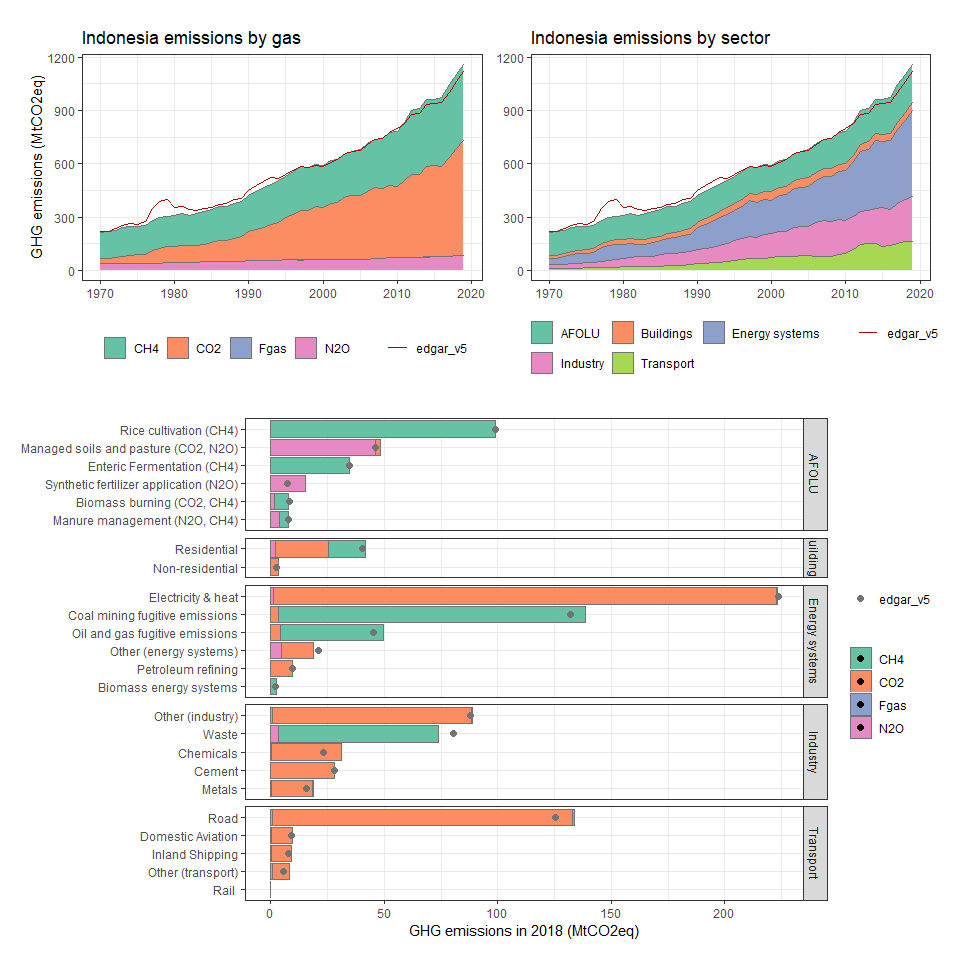 Indonesia emissions by gas
GHG emissions (MtCO2eq)
1200
900
600
300
0
1970
1980
1990
2000
2010
2020
CH4
CO2
Fgas
N2O
edgar_v5
Indonesia emissions by sector
1200
900
600
300
0
1970
1980
1990
2000
2010
2020
AFOLU
Buildings
Energy systems
edgar_v5
Industry
Transport
Rice cultivation (CH4)
Managed soils and pasture (CO2, N2O)
Enteric Fermentation (CH4)
Synthetic fertilizer application (N2O)
Biomass burning (CO2, CH4)
Manure management (N2O, CH4)
AFOLU
Residential
Non-residential
uilding
Electricity & heat
Coal mining fugitive emissions
Oil and gas fugitive emissions
Other (energy systems)
Petroleum refining
Biomass energy systems
Energy systems
Other (industry)
Waste
Chemicals
Cement
Metals
Industry
Road
Domestic Aviation
Inland Shipping
Other (transport)
Rail
Transport
0
50
100
150
200
GHG emissions in 2018 (MtCO2eq)
edgar_v5
CH4
CO2
Fgas
N2O